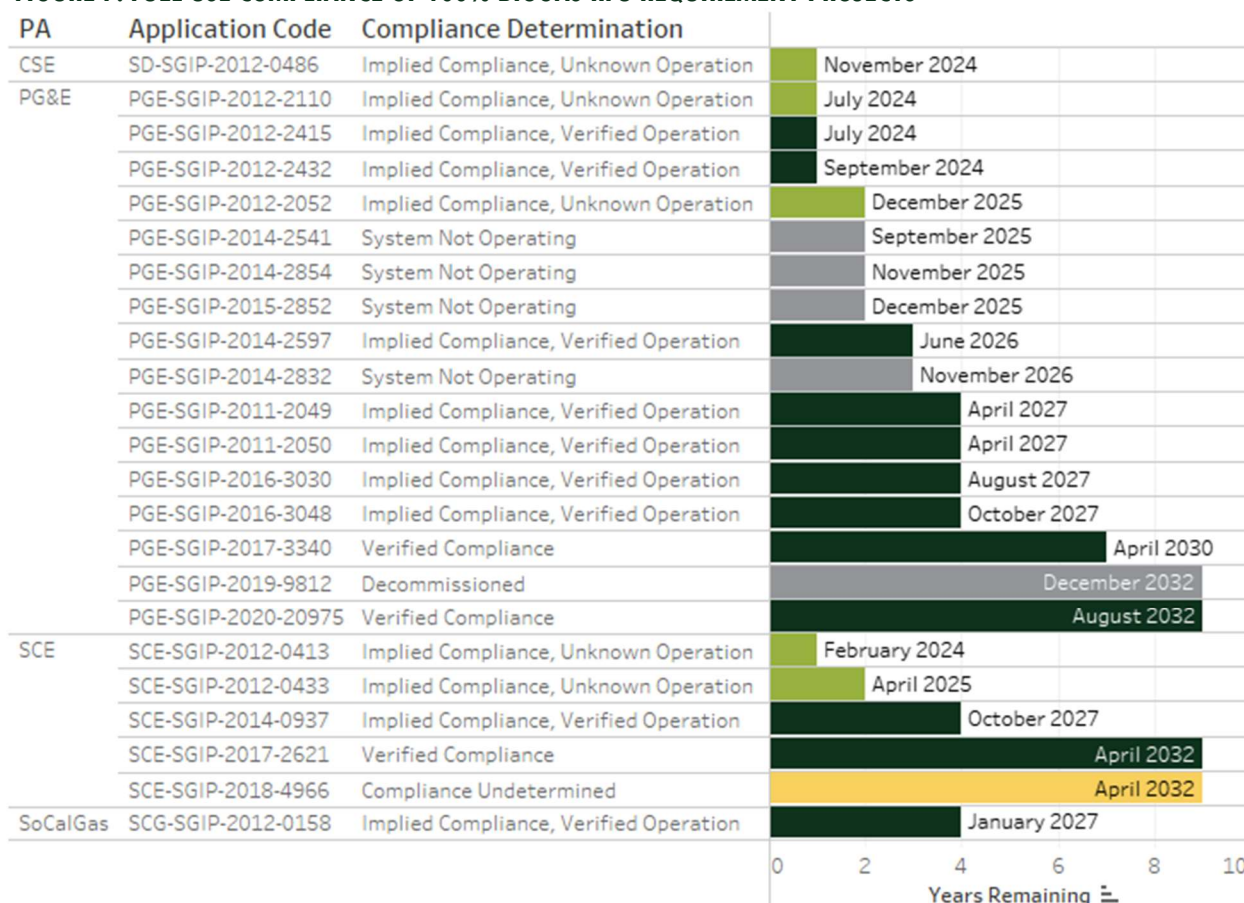 PA Application Code Compliance Determination
CSE SD-SGIP-2012-0486 Implied Compliance, Unknown Operation November 2024
PG&E PGE-SGIP-2012-2110 Implied Compliance, Unknown Operation July 2024
PGE-SGIP-2012-2415 Implied Compliance, Verified Operation July 2024
PGE-SGIP-2012-2432 Implied Compliance, Verified Operation September 2024
PGE-SGIP-2012-2052 Implied Compliance, Unknown Operation December 2025
PGE-SGIP-2014-2541 System Not Operating September 2025
PGE-SGIP-2014-2854 System Not Operating November 2025
PGE-SGIP-2015-2852 System Not Operating December 2025
PGE-SGIP-2014-2597 Implied Compliance, Verified Operation June 2026
PGE-SGIP-2014-2832 System Not Operating November 2026
PGE-SGIP-2011-2049 Implied Compliance, Verified Operation April 2027
PGE-SGIP-2011-2050 Implied Compliance, Verified Operation April 2027
PGE-SGIP-2016-3030 Implied Compliance, Verified Operation August 2027
PGE-SGIP-2016-3048 Implied Compliance, Verified Operation October 2027
PGE-SGIP-2017-3340 Verified Compliance April 2030
PGE-SGIP-2019-9812 Decommissioned December 2032
PGE-SGIP-2020-20975 Verified Compliance August 2032
SCE SCE-SGIP-2012-0413 Implied Compliance, Unknown Operation February 2024
SCE-SGIP-2012-0433 Implied Compliance, Unknown Operation April 2025
SCE-SGIP-2014-0937 Implied Compliance, Verified Operation October 2027
SCE-SGIP-2017-2621 Verified Compliance April 2032
SCE-SGIP-2018-4966 Compliance Undetermined April 2032
SoCalGas SCG-SGIP-2012-0158 Implied Compliance, Verified Operation January 2027
0 2 4 6 8 10
Years Remaining